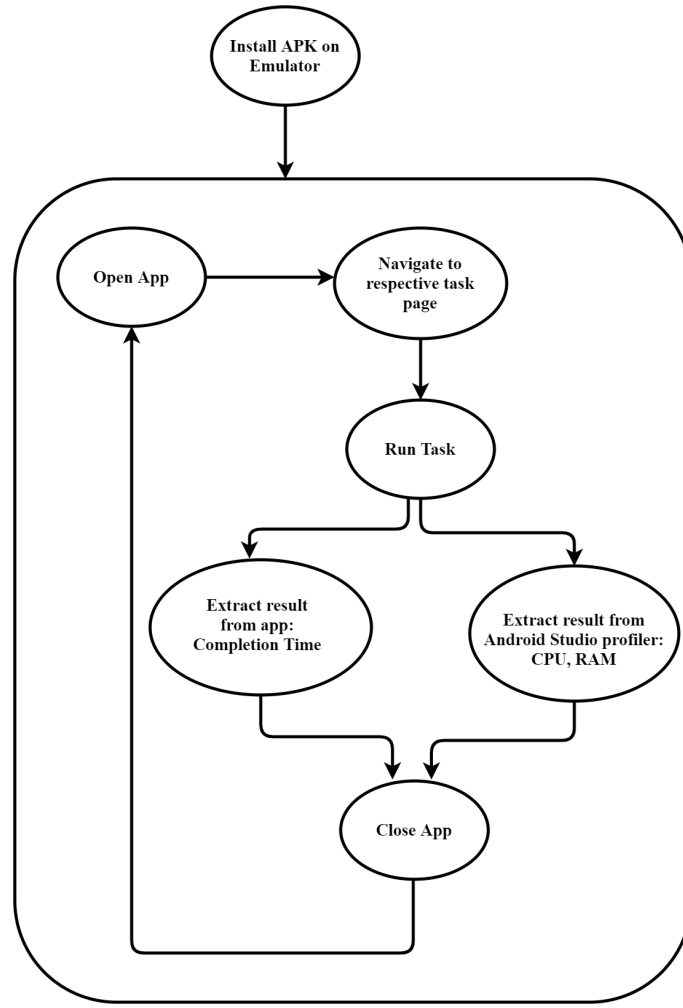 Install APK on
Emulator
Open App
Navigate to
respective task
page
Run Task
Extract result
from app:
Completion Time
Extract result from
Android Studio profiler:
CPU, RAM
Close App